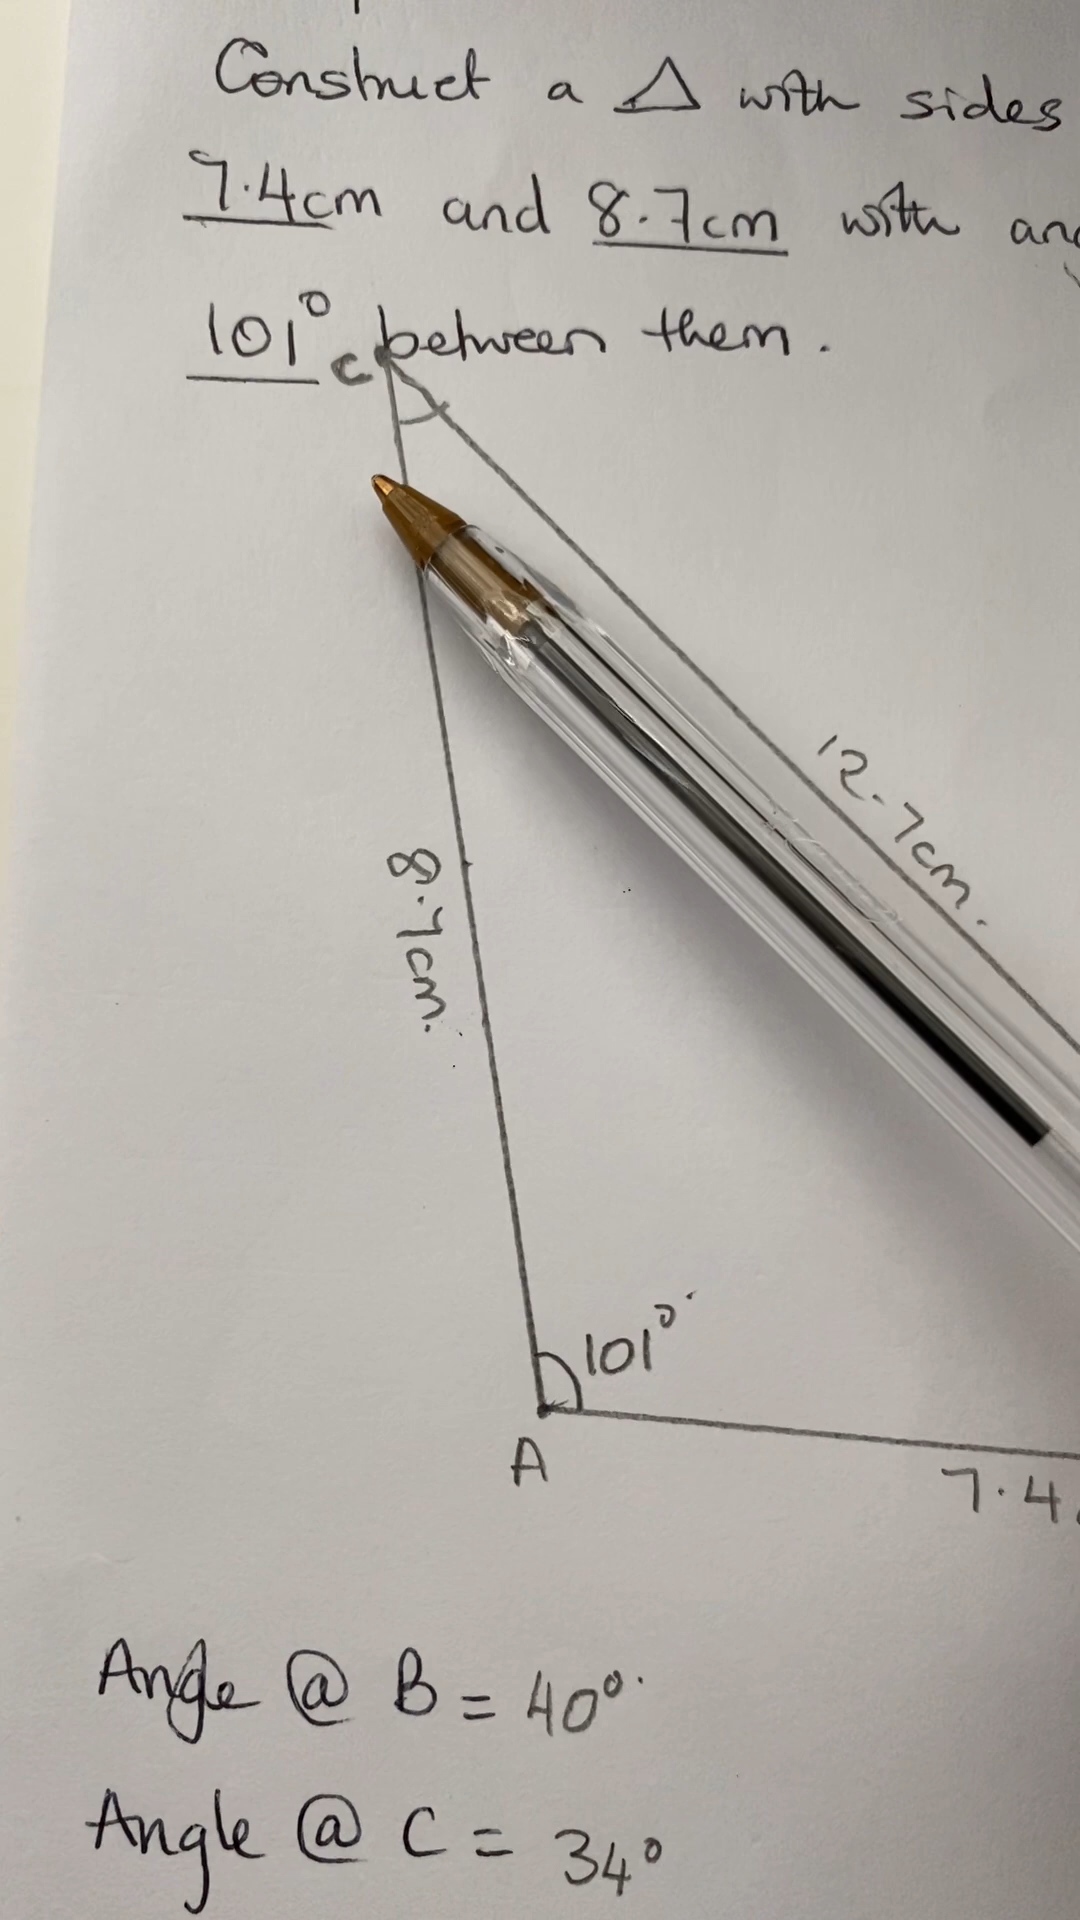 Construct a △ with sides
7.4cm and 8.7cm with
101° between them.
C
12.7cm.
8.7cm.
101°
A
7.4
Angle @ B = 40°.
Angle @ C = 34°